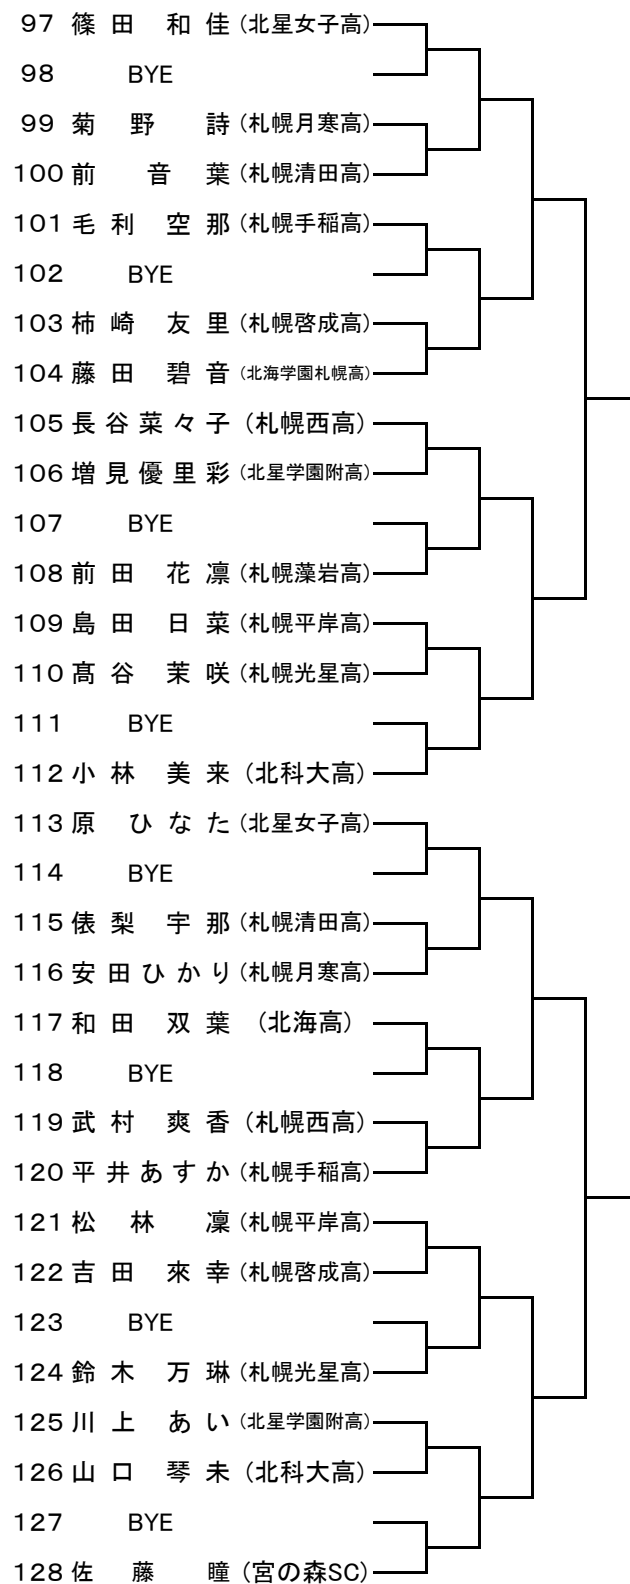 97 篠田 和佳 (北星女子高)
98 BYE
99 菊野 詩 (札幌月寒高)
100 前 音葉 (札幌清田高)
101 毛利 空那 (札幌手稲高)
102 BYE
103 柿崎 友里 (札幌啓成高)
104 藤田 碧音 (北海学園札幌高)
105 長谷菜々子 (札幌西高)
106 増見優里彩 (北星学園附高)
107 BYE
108 前田 花凛 (札幌藻岩高)
109 島田 日菜 (札幌平岸高)
110 髙谷 茉咲 (札幌光星高)
111 BYE
112 小林 美来 (北科大高)
113 原 ひなた (北星女子高)
114 BYE
115 俵梨 宇那 (札幌清田高)
116 安田ひかり (札幌月寒高)
117 和田 双葉 (北海高)
118 BYE
119 武村 爽香 (札幌西高)
120 平井あすか (札幌手稲高)
121 松林 凜 (札幌平岸高)
122 吉田 來幸 (札幌啓成高)
123 BYE
124 鈴木 万琳 (札幌光星高)
125 川上 あい (北星学園附高)
126 山口 琴未 (北科大高)
127 BYE
128 佐藤 瞳 (宮の森SC)